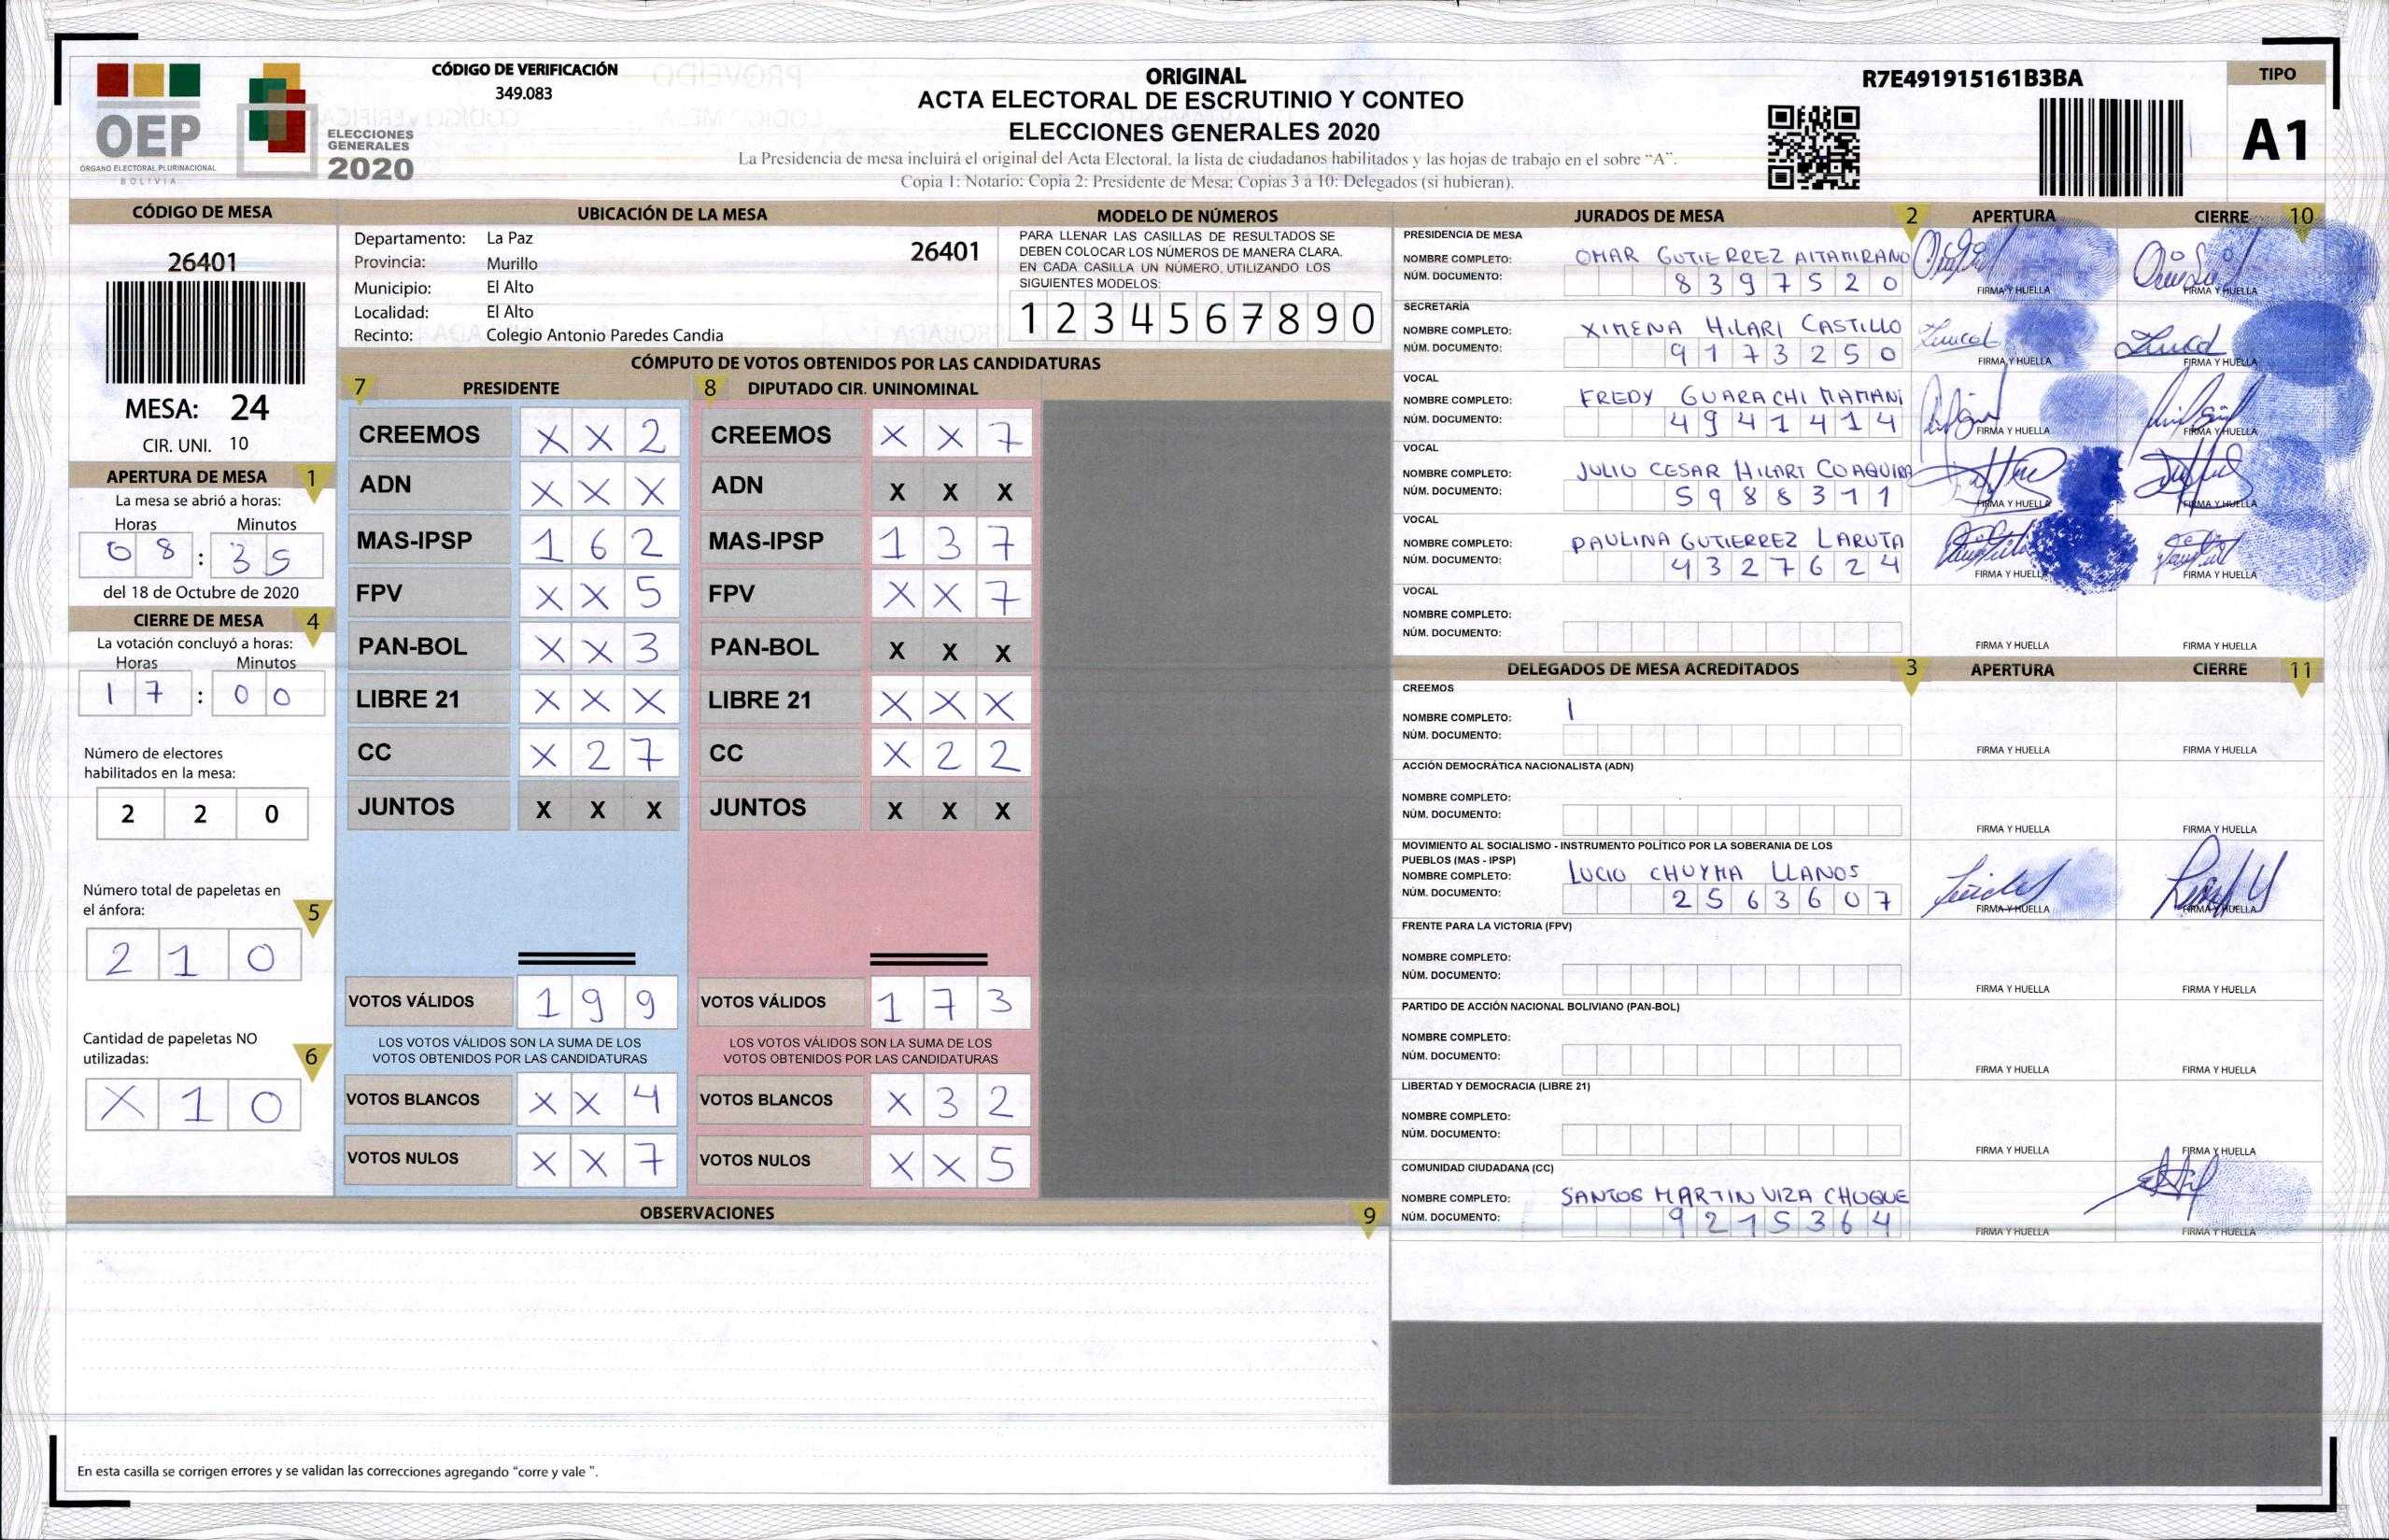 CÓDIGO DE VERIFICACIÓN
349.083
OEP
ÓRGANO ELECTORAL PLURINACIONAL
BOLIVIA
ELECCIONES
GENERALES
2020
ORIGINAL
ACTA ELECTORAL DE ESCRUTINIO Y CONTEO
ELECCIONES GENERALES 2020
La Presidencia de mesa incluirá el original del Acta Electoral, la lista de ciudadanos habilitados y las hojas de trabajo en el sobre “A”.
Copia 1: Notario: Copia 2: Presidente de Mesa: Copias 3 a 10: Delegados (si hubieran).
R7E491915161B3BA
TIPO
A1
CÓDIGO DE MESA
26401
MESA: 24
CIR. UNI. 10
APERTURA DE MESA 1
La mesa se abrió a horas:
Horas Minutos
08 : 35
del 18 de Octubre de 2020
CIERRE DE MESA 4
La votación concluyó a horas:
Horas Minutos
17 : 00
Número de electores
habilitados en la mesa:
2 2 0
Número total de papeletas en
el ánfora: 5
2 1 0
Cantidad de papeletas NO
utilizadas: 6
X 1 0
UBICACIÓN DE LA MESA
Departamento: La Paz 26401
Provincia: Murillo
Municipio: El Alto
Localidad: El Alto
Recinto: Colegio Antonio Paredes Candia
MODELO DE NÚMEROS
PARA LLENAR LAS CASILLAS DE RESULTADOS SE
DEBEN COLOCAR LOS NÚMEROS DE MANERA CLARA.
EN CADA CASILLA UN NÚMERO, UTILIZANDO LOS
SIGUIENTES MODELOS:
1 2 3 4 5 6 7 8 9 0
CÓMPUTO DE VOTOS OBTENIDOS POR LAS CANDIDATURAS
7 PRESIDENTE 8 DIPUTADO CIR. UNINOMINAL
CREEMOS X X 2 CREEMOS X X 7
ADN X X X ADN X X X
MAS-IPSP 1 6 2 MAS-IPSP 1 3 7
FPV X X 5 FPV X X 7
PAN-BOL X X 3 PAN-BOL X X X
LIBRE 21 X X X LIBRE 21 X X X
CC X 2 7 CC X 2 2
JUNTOS X X X JUNTOS X X X
VOTOS VÁLIDOS 1 9 9 VOTOS VÁLIDOS 1 7 3
LOS VOTOS VÁLIDOS SON LA SUMA DE LOS LOS VOTOS VÁLIDOS SON LA SUMA DE LOS
VOTOS OBTENIDOS POR LAS CANDIDATURAS VOTOS OBTENIDOS POR LAS CANDIDATURAS
VOTOS BLANCOS X X 4 VOTOS BLANCOS X 3 2
VOTOS NULOS X X 7 VOTOS NULOS X X 5
OBSERVACIONES 9
En esta casilla se corrigen errores y se validan las correcciones agregando “corre y vale ”.
JURADOS DE MESA 2 APERTURA CIERRE 10
PRESIDENCIA DE MESA
NOMBRE COMPLETO: OMAR GUTIERREZ AlTAMIRANO
NÚM. DOCUMENTO: 8 3 9 7 5 2 0 FIRMA Y HUELLA FIRMA Y HUELLA
SECRETARÍA
NOMBRE COMPLETO: XIMENA HILARI CASTILLO
NÚM. DOCUMENTO: 9 1 7 3 2 5 0 FIRMA Y HUELLA FIRMA Y HUELLA
VOCAL
NOMBRE COMPLETO: FREDY GUARACHI MAMANi
NÚM. DOCUMENTO: 4 9 4 1 4 1 4 FIRMA Y HUELLA FIRMA Y HUELLA
VOCAL
NOMBRE COMPLETO: JULIO CESAR HILARI COAQUIRA
NÚM. DOCUMENTO: 5 9 8 8 3 1 1 FIRMA Y HUELLA FIRMA Y HUELLA
VOCAL
NOMBRE COMPLETO: PAULINA GUTIERREZ LARUTA
NÚM. DOCUMENTO: 4 3 2 7 6 2 4 FIRMA Y HUELLA FIRMA Y HUELLA
VOCAL
NOMBRE COMPLETO:
NÚM. DOCUMENTO: FIRMA Y HUELLA FIRMA Y HUELLA
DELEGADOS DE MESA ACREDITADOS 3 APERTURA CIERRE 11
CREEMOS
NOMBRE COMPLETO:
NÚM. DOCUMENTO: FIRMA Y HUELLA FIRMA Y HUELLA
ACCIÓN DEMOCRÁTICA NACIONALISTA (ADN)
NOMBRE COMPLETO:
NÚM. DOCUMENTO: FIRMA Y HUELLA FIRMA Y HUELLA
MOVIMIENTO AL SOCIALISMO - INSTRUMENTO POLÍTICO POR LA SOBERANIA DE LOS
PUEBLOS (MAS - IPSP)
NOMBRE COMPLETO: LUCIO CHUYMA LLANOS
NÚM. DOCUMENTO: 2 5 6 3 6 0 7 FIRMA Y HUELLA FIRMA Y HUELLA
FRENTE PARA LA VICTORIA (FPV)
NOMBRE COMPLETO:
NÚM. DOCUMENTO: FIRMA Y HUELLA FIRMA Y HUELLA
PARTIDO DE ACCIÓN NACIONAL BOLIVIANO (PAN-BOL)
NOMBRE COMPLETO:
NÚM. DOCUMENTO: FIRMA Y HUELLA FIRMA Y HUELLA
LIBERTAD Y DEMOCRACIA (LIBRE 21)
NOMBRE COMPLETO:
NÚM. DOCUMENTO: FIRMA Y HUELLA FIRMA Y HUELLA
COMUNIDAD CIUDADANA (CC)
NOMBRE COMPLETO: SANTOS MARTIN VIZA CHUQUE
NÚM. DOCUMENTO: 9 2 1 5 3 6 4 FIRMA Y HUELLA FIRMA Y HUELLA